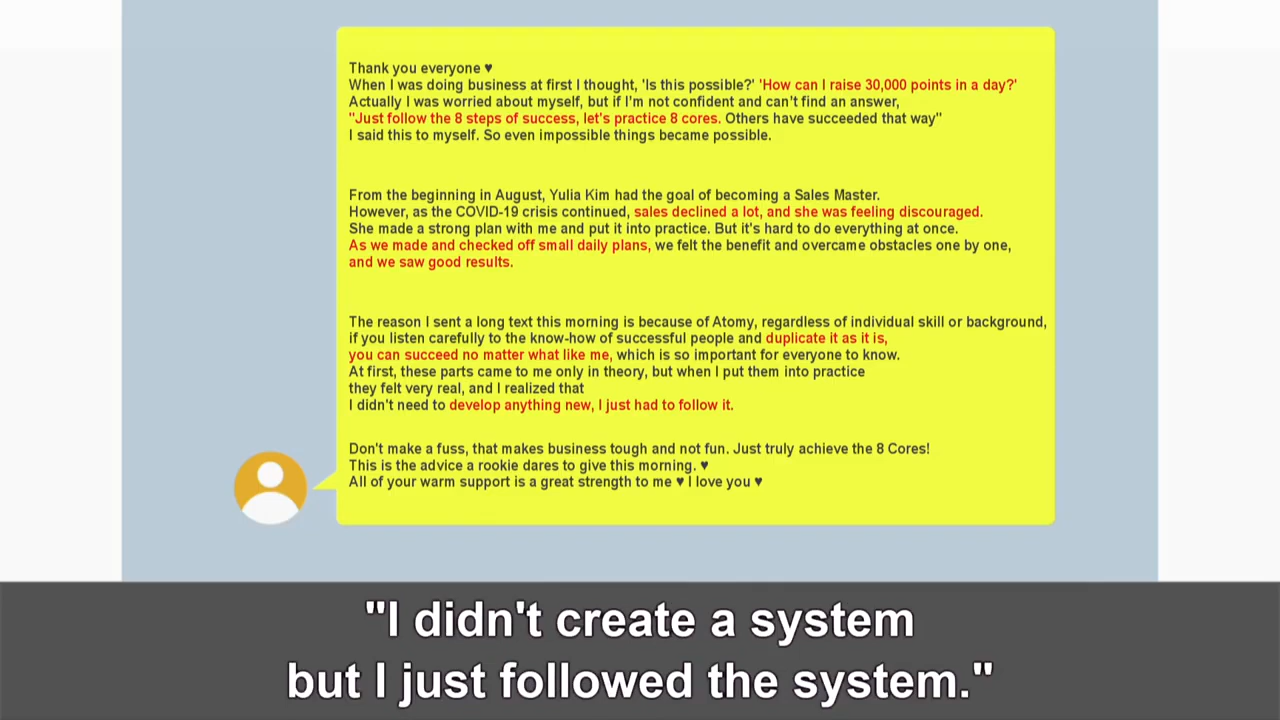 Thank you everyone ♥
When I was doing business at first I thought, 'Is this possible?' 'How can I raise 30,000 points in a day?'
Actually I was worried about myself, but if I'm not confident and can't find an answer,
"Just follow the 8 steps of success, let's practice 8 cores. Others have succeeded that way"
I said this to myself. So even impossible things became possible.
From the beginning in August, Yulia Kim had the goal of becoming a Sales Master.
However, as the COVID-19 crisis continued, sales declined a lot, and she was feeling discouraged.
She made a strong plan with me and put it into practice. But it's hard to do everything at once.
As we made and checked off small daily plans, we felt the benefit and overcame obstacles one by one,
and we saw good results.
The reason I sent a long text this morning is because of Atomy, regardless of individual skill or background,
if you listen carefully to the know-how of successful people and duplicate it as it is,
you can succeed no matter what like me, which is so important for everyone to know.
At first, these parts came to me only in theory, but when I put them into practice
they felt very real, and I realized that
I didn't need to develop anything new, I just had to follow it.
Don't make a fuss, that makes business tough and not fun. Just truly achieve the 8 Cores!
This is the advice a rookie dares to give this morning. ♥
All of your warm support is a great strength to me ♥ I love you ♥
"I didn't create a system
but I just followed the system."